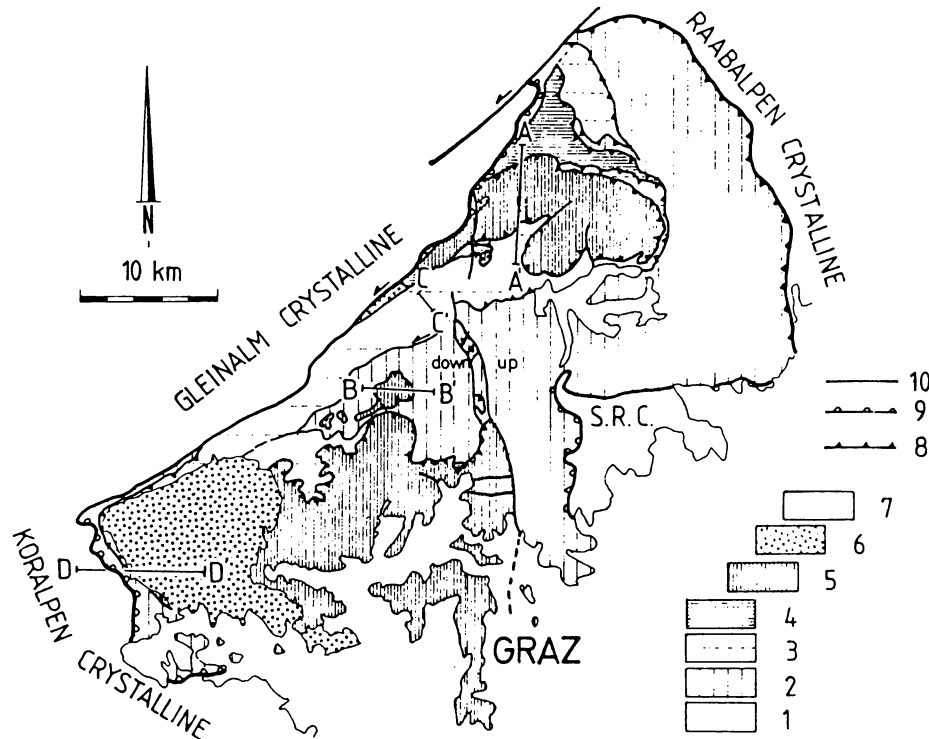 RAABALPEN CRYSTALLINE
A
N
10 km
GLEINALM CRYSTALLINE
C
A
C'
down up
B B'
S.R.C.
10
9
8
7
6
5
4
3
2
1
KORALPEN CRYSTALLINE
D D'
GRAZ